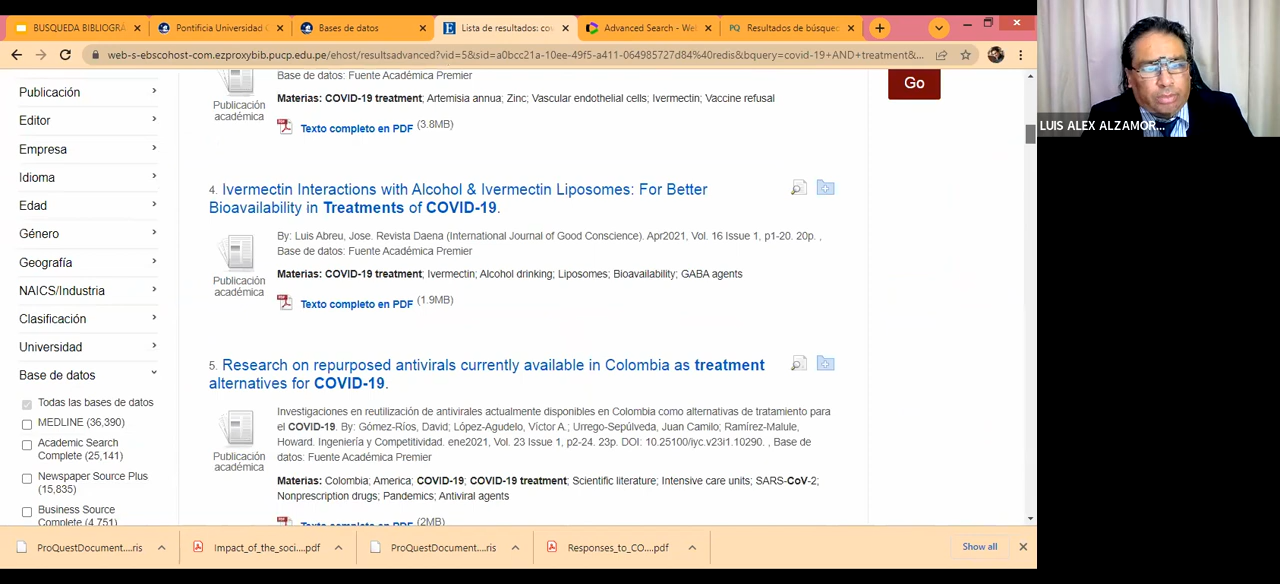 BUSQUEDA BIBLIOGRA
Pontificia Universidad C
Bases de datos
Lista de resultados: cov
Advanced Search - Web
Resultados de búsque
web-s-ebscohost-com.ezproxybib.pucp.edu.pe/ehost/resultsadvanced?vid=5&sid=a0bcc21a-10ee-49f5-a411-064985727d84%40redis&bquery=covid-19+AND+treatment&...
Publicación
Editor
Empresa
Idioma
Edad
Género
Geografía
NAICS/Industria
Clasificación
Universidad
Base de datos
Todas las bases de datos
MEDLINE (36,390)
Academic Search
Complete (25,141)
Newspaper Source Plus
(15,835)
Business Source
Complete (4,751)
Publicación
académica
Base de datos: Fuente Académica Premier
Materias: COVID-19 treatment; Artemisia annua; Zinc; Vascular endothelial cells; Ivermectin; Vaccine refusal
Texto completo en PDF (3.8MB)
4. Ivermectin Interactions with Alcohol & Ivermectin Liposomes: For Better
Bioavailability in Treatments of COVID-19.
Publicación
académica
By: Luis Abreu, Jose. Revista Daena (International Journal of Good Conscience). Apr2021, Vol. 16 Issue 1, p1-20. 20p. ,
Base de datos: Fuente Académica Premier
Materias: COVID-19 treatment; Ivermectin; Alcohol drinking; Liposomes; Bioavailability; GABA agents
Texto completo en PDF (1.9MB)
5. Research on repurposed antivirals currently available in Colombia as treatment
alternatives for COVID-19.
Publicación
académica
Investigaciones en reutilización de antivirales actualmente disponibles en Colombia como alternativas de tratamiento para
el COVID-19. By: Gómez-Ríos, David; López-Agudelo, Víctor A.; Urrego-Sepúlveda, Juan Camilo; Ramírez-Malule,
Howard. Ingeniería y Competitividad. ene2021, Vol. 23 Issue 1, p2-24. 23p. DOI: 10.25100/iyc.v23i1.10290. , Base de
datos: Fuente Académica Premier
Materias: Colombia; America; COVID-19; COVID-19 treatment; Scientific literature; Intensive care units; SARS-CoV-2;
Nonprescription drugs; Pandemics; Antiviral agents
Texto completo en PDF (2MB)
Go
LUIS ALEX ALZAMOR...
ProQuestDocument....ris
Impact_of_the_soci....pdf
ProQuestDocument....ris
Responses_to_CO....pdf
Show all